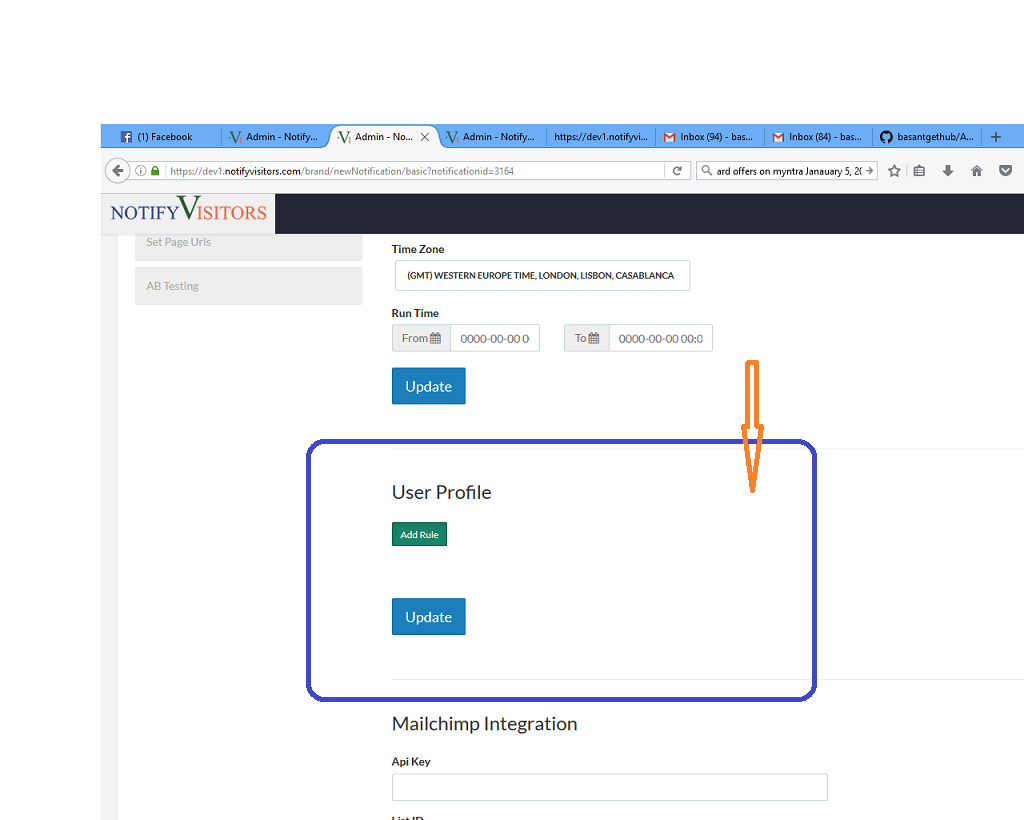 (1) Facebook
Admin - Notify...
Admin - No...
Admin - Notify...
https://dev1.notifyvi...
Inbox (94) - bas...
Inbox (84) - bas...
basantgethub/A...
https://dev1.notifyvisitors.com/brand/newNotification/basic?notificationid=3164
ard offers on myntra Janauary 5, 20
NOTIFYVISITORS
Set Page Urls
AB Testing
Time Zone
(GMT) WESTERN EUROPE TIME, LONDON, LISBON, CASABLANCA
Run Time
From 0000-00-00 0
To 0000-00-00 00:0
Update
User Profile
Add Rule
Update
Mailchimp Integration
Api Key
List ID